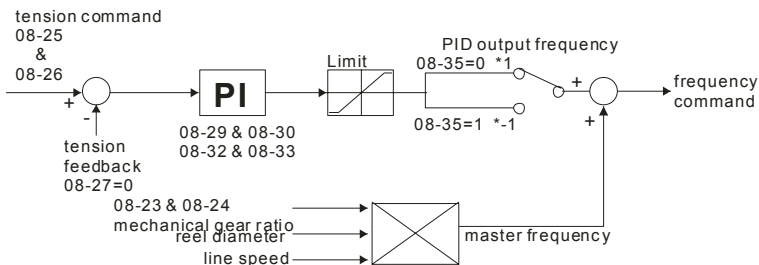 tension command
08-25
&
08-26
+
-
tension
feedback
08-27=0
PI
08-29 & 08-30
08-32 & 08-33
Limit
PID output frequency
08-35=0 *1
08-35=1 *-1
+
+
frequency
command
08-23 & 08-24
mechanical gear ratio
reel diameter
line speed
master frequency